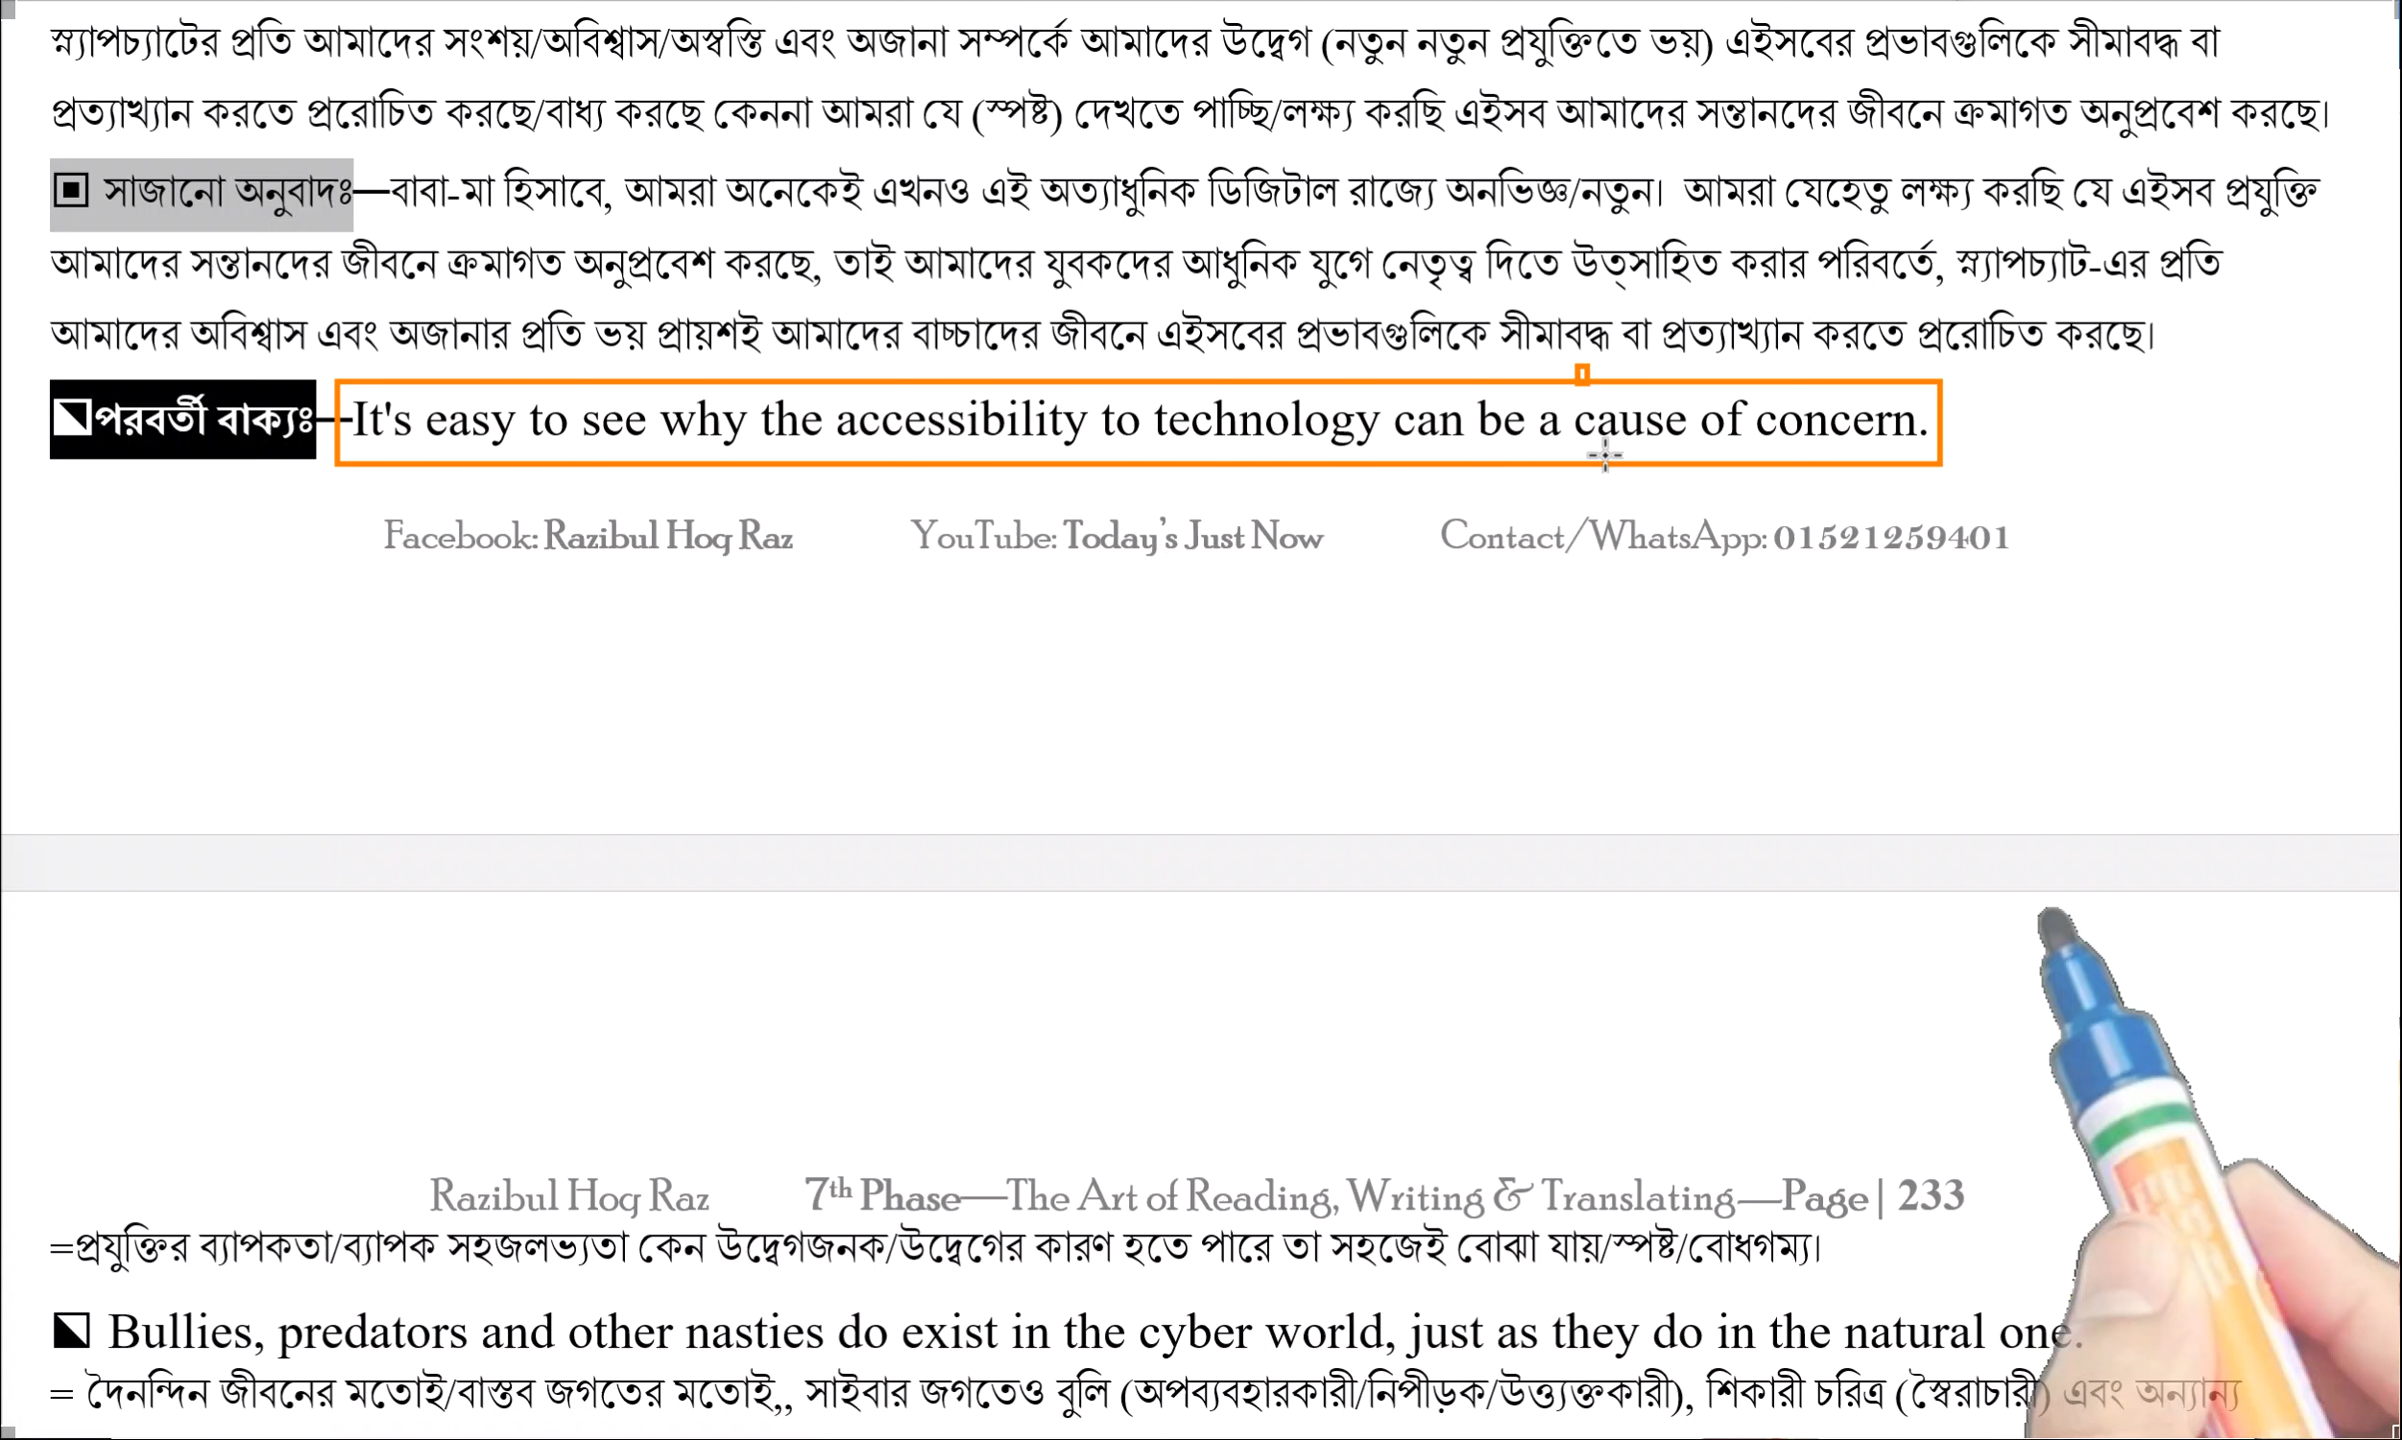 স্ন্যাপচ্যাটের প্রতি আমাদের সংশয়/অবিশ্বাস/অস্বস্তি এবং অজানা সম্পর্কে আমাদের উদ্বেগ (নতুন নতুন প্রযুক্তিতে ভয়) এইসবের প্রভাবগুলিকে সীমাবদ্ধ বা
প্রত্যাখ্যান করতে প্ররোচিত করছে/বাধ্য করছে কেননা আমরা যে (স্পষ্ট) দেখতে পাচ্ছি/লক্ষ্য করছি এইসব আমাদের সন্তানদের জীবনে ক্রমাগত অনুপ্রবেশ করছে।
▣ সাজানো অনুবাদঃ—বাবা-মা হিসাবে, আমরা অনেকেই এখনও এই অত্যাধুনিক ডিজিটাল রাজ্যে অনভিজ্ঞ/নতুন। আমরা যেহেতু লক্ষ্য করছি যে এইসব প্রযুক্তি
আমাদের সন্তানদের জীবনে ক্রমাগত অনুপ্রবেশ করছে, তাই আমাদের যুবকদের আধুনিক যুগে নেতৃত্ব দিতে উত্সাহিত করার পরিবর্তে, স্ন্যাপচ্যাট-এর প্রতি
আমাদের অবিশ্বাস এবং অজানার প্রতি ভয় প্রায়শই আমাদের বাচ্চাদের জীবনে এইসবের প্রভাবগুলিকে সীমাবদ্ধ বা প্রত্যাখ্যান করতে প্ররোচিত করছে।
⬕পরবর্তী বাক্যঃ—It's easy to see why the accessibility to technology can be a cause of concern.
Facebook: Razibul Hoq Raz YouTube: Today's Just Now Contact/WhatsApp: 01521259401
Razibul Hoq Raz 7th Phase—The Art of Reading, Writing & Translating—Page | 233
=প্রযুক্তির ব্যাপকতা/ব্যাপক সহজলভ্যতা কেন উদ্বেগজনক/উদ্বেগের কারণ হতে পারে তা সহজেই বোঝা যায়/স্পষ্ট/বোধগম্য।
⬕ Bullies, predators and other nasties do exist in the cyber world, just as they do in the natural one.
= দৈনন্দিন জীবনের মতোই/বাস্তব জগতের মতোই,, সাইবার জগতেও বুলি (অপব্যবহারকারী/নিপীড়ক/উত্ত্যক্তকারী), শিকারী চরিত্র (স্বৈরাচারী) এবং অন্যান্য